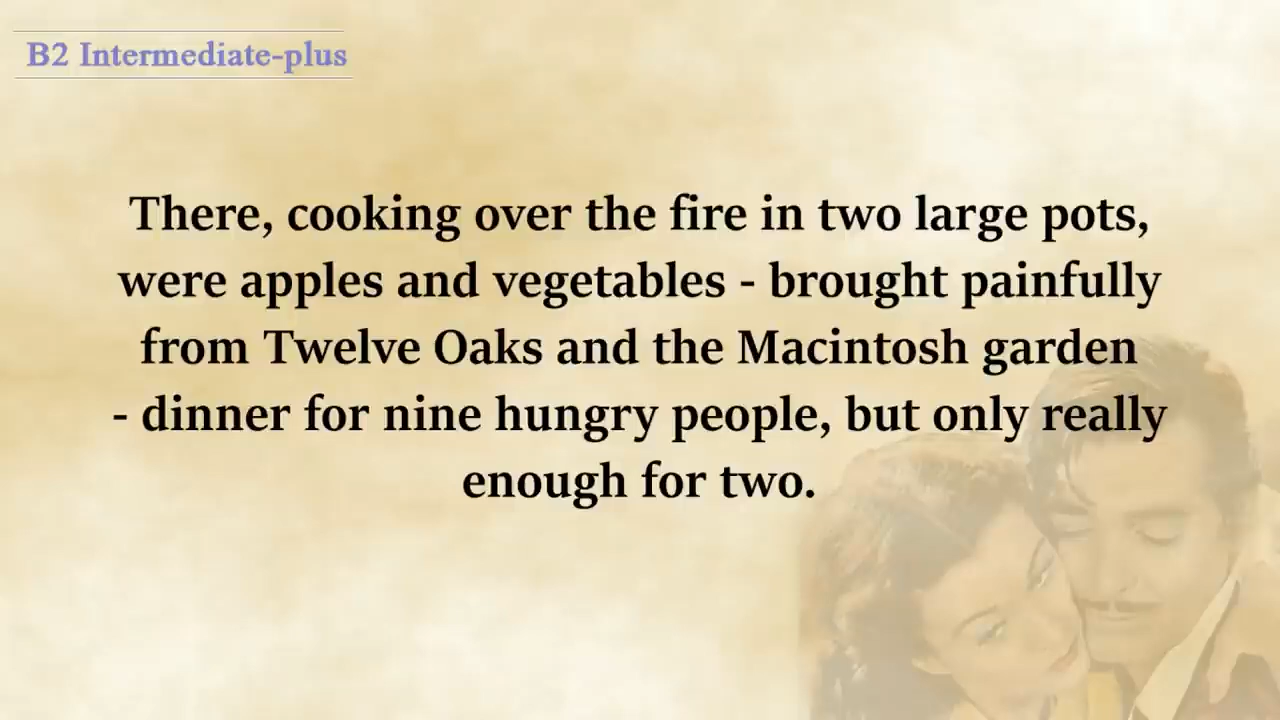 B2 Intermediate-plus
There, cooking over the fire in two large pots,
were apples and vegetables - brought painfully
from Twelve Oaks and the Macintosh garden
- dinner for nine hungry people, but only really
enough for two.